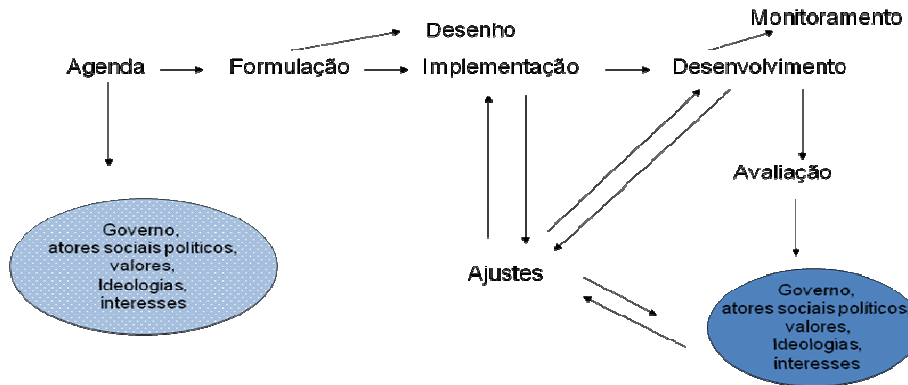 Monitoramento
Desenho
Agenda
Formulação
Implementação
Desenvolvimento
Avaliação
Governo,
atores sociais políticos,
valores,
Ideologias,
interesses
Ajustes
Governo,
atores sociais políticos
valores,
Ideologias,
interesses